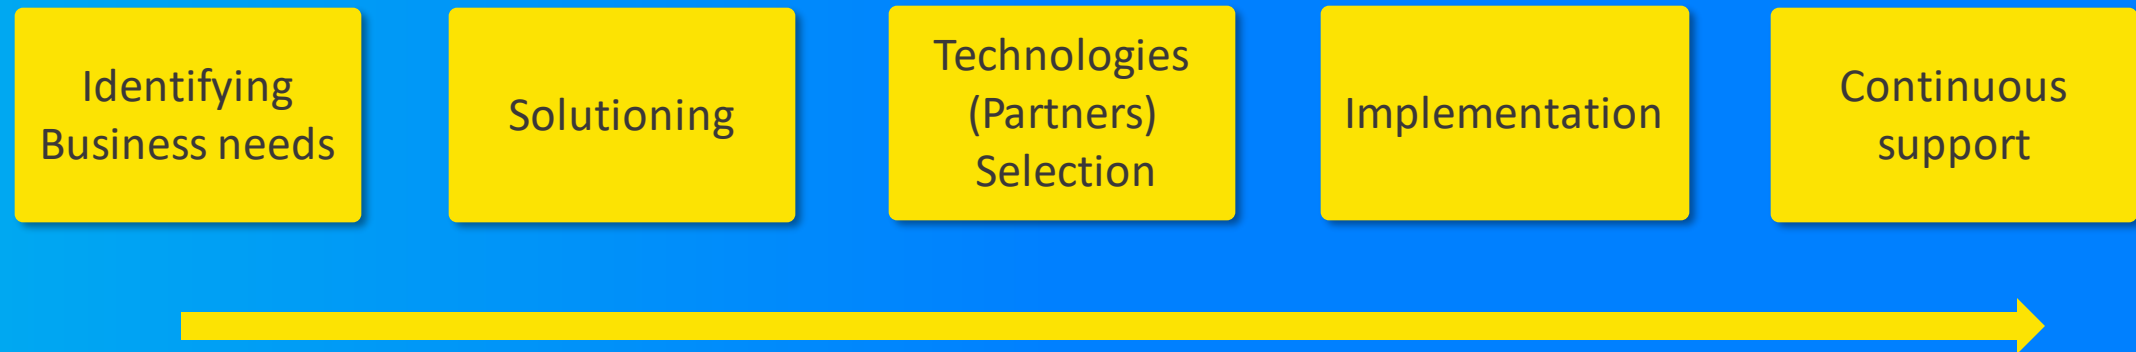 Identifying
Business needs
Solutioning
Technologies
(Partners)
Selection
Implementation
Continuous
support